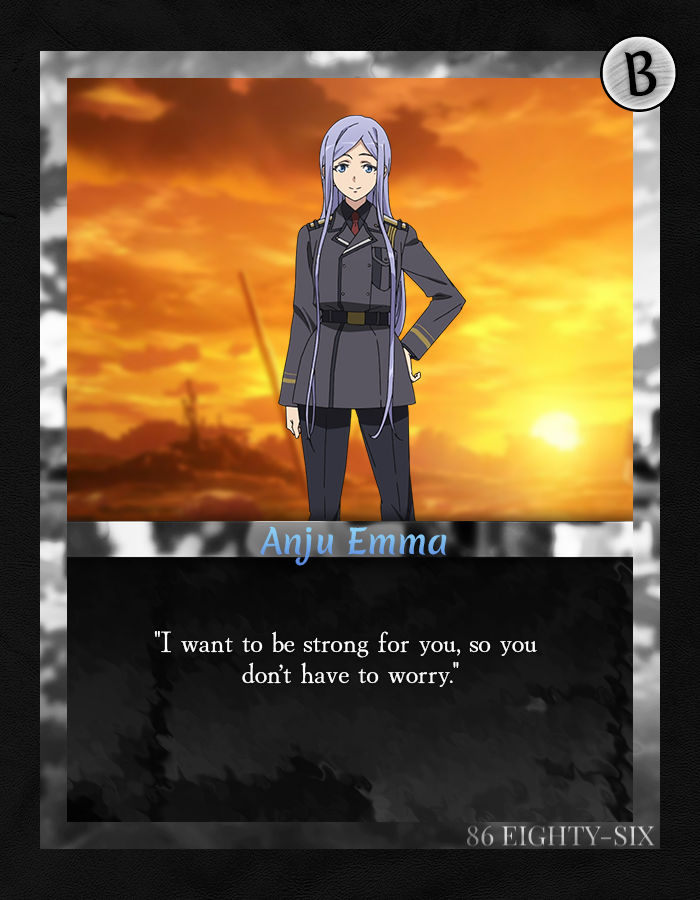 B
Anju Emma
"I want to be strong for you, so you
don't have to worry."
86 EIGHTY-SIX